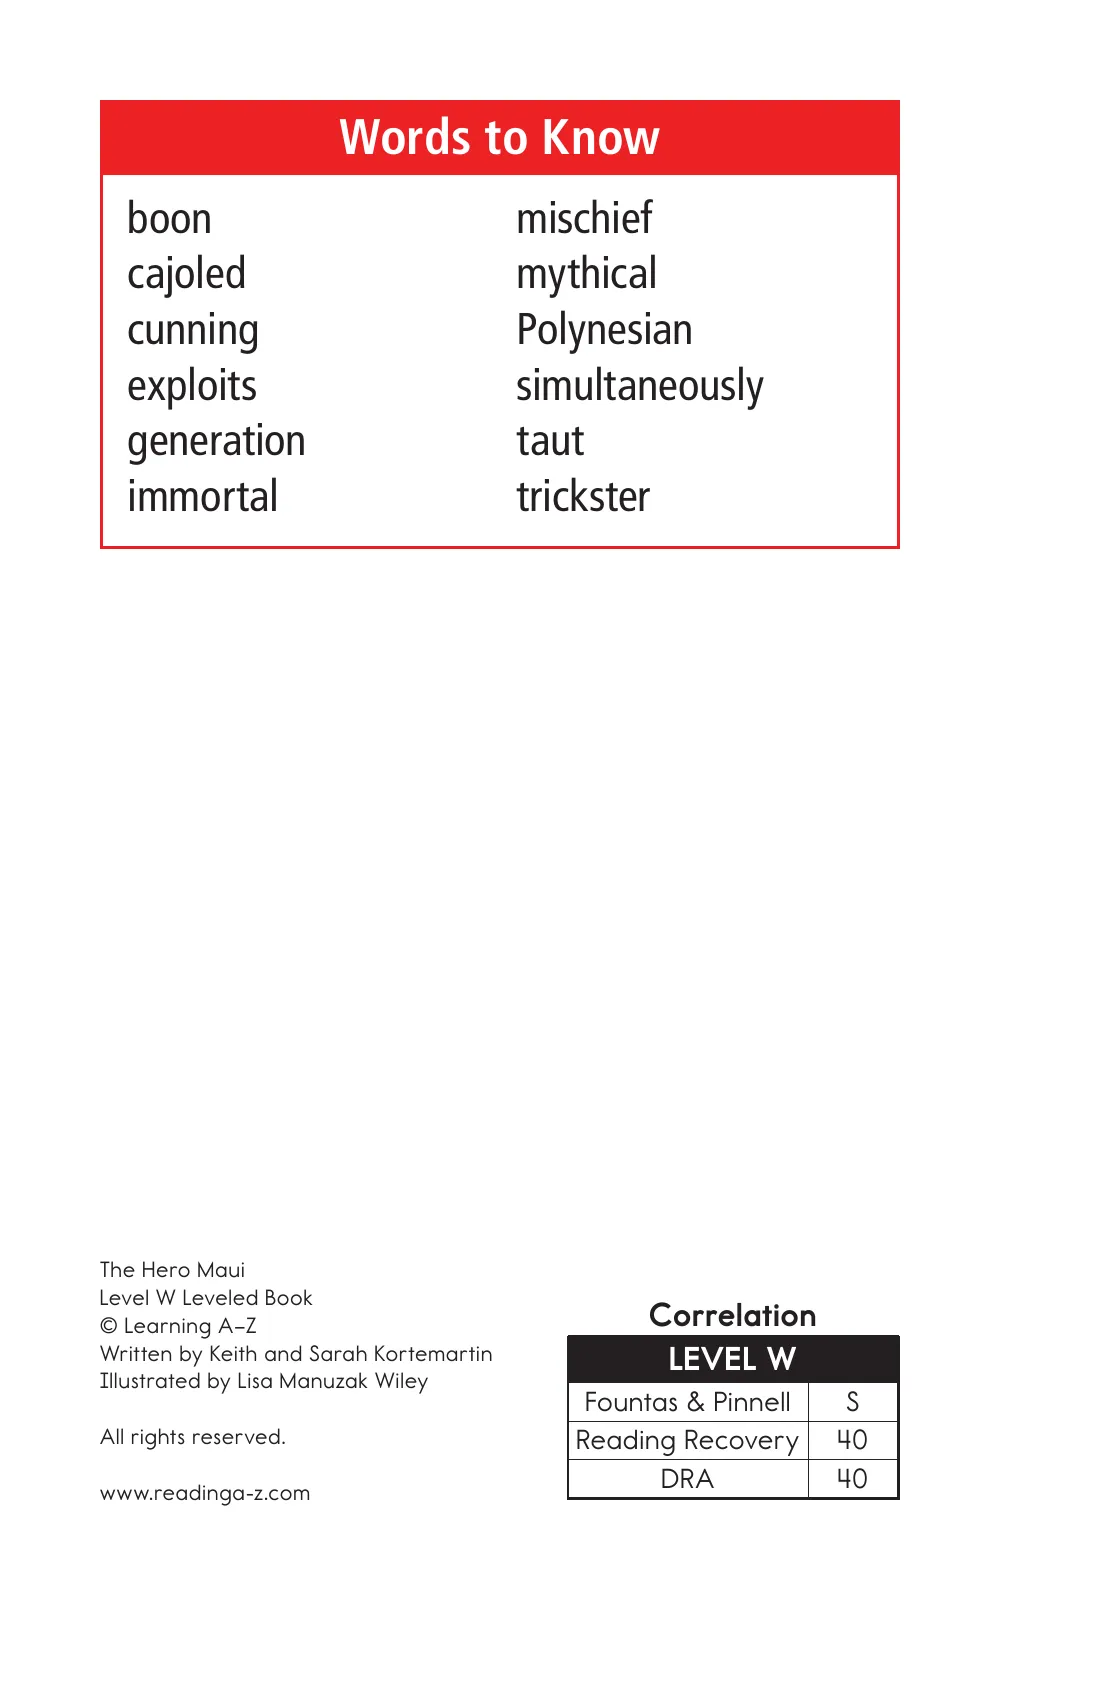 Words to Know
boon
cajoled
cunning
exploits
generation
immortal
mischief
mythical
Polynesian
simultaneously
taut
trickster
The Hero Maui
Level W Leveled Book
© Learning A–Z
Written by Keith and Sarah Kortemartin
Illustrated by Lisa Manuzak Wiley
All rights reserved.
www.readinga-z.com
Correlation
LEVEL W
Fountas & Pinnell S
Reading Recovery 40
DRA 40